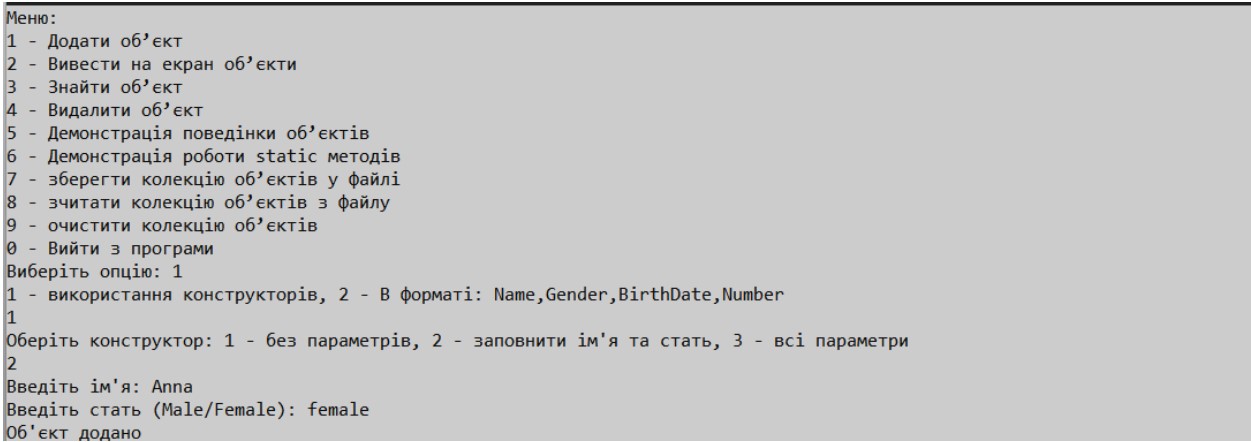 Меню:
1 - Додати об’єкт
2 - Вивести на екран об’єкти
3 - Знайти об’єкт
4 - Видалити об’єкт
5 - Демонстрація поведінки об’єктів
6 - Демонстрація роботи static методів
7 - зберегти колекцію об’єктів у файлі
8 - зчитати колекцію об’єктів з файлу
9 - очистити колекцію об’єктів
0 - Вийти з програми
Виберіть опцію: 1
1 - використання конструкторів, 2 - В форматі: Name,Gender,BirthDate,Number
1
Оберіть конструктор: 1 - без параметрів, 2 - заповнити ім'я та стать, 3 - всі параметри
2
Введіть ім'я: Anna
Введіть стать (Male/Female): female
Об'єкт додано